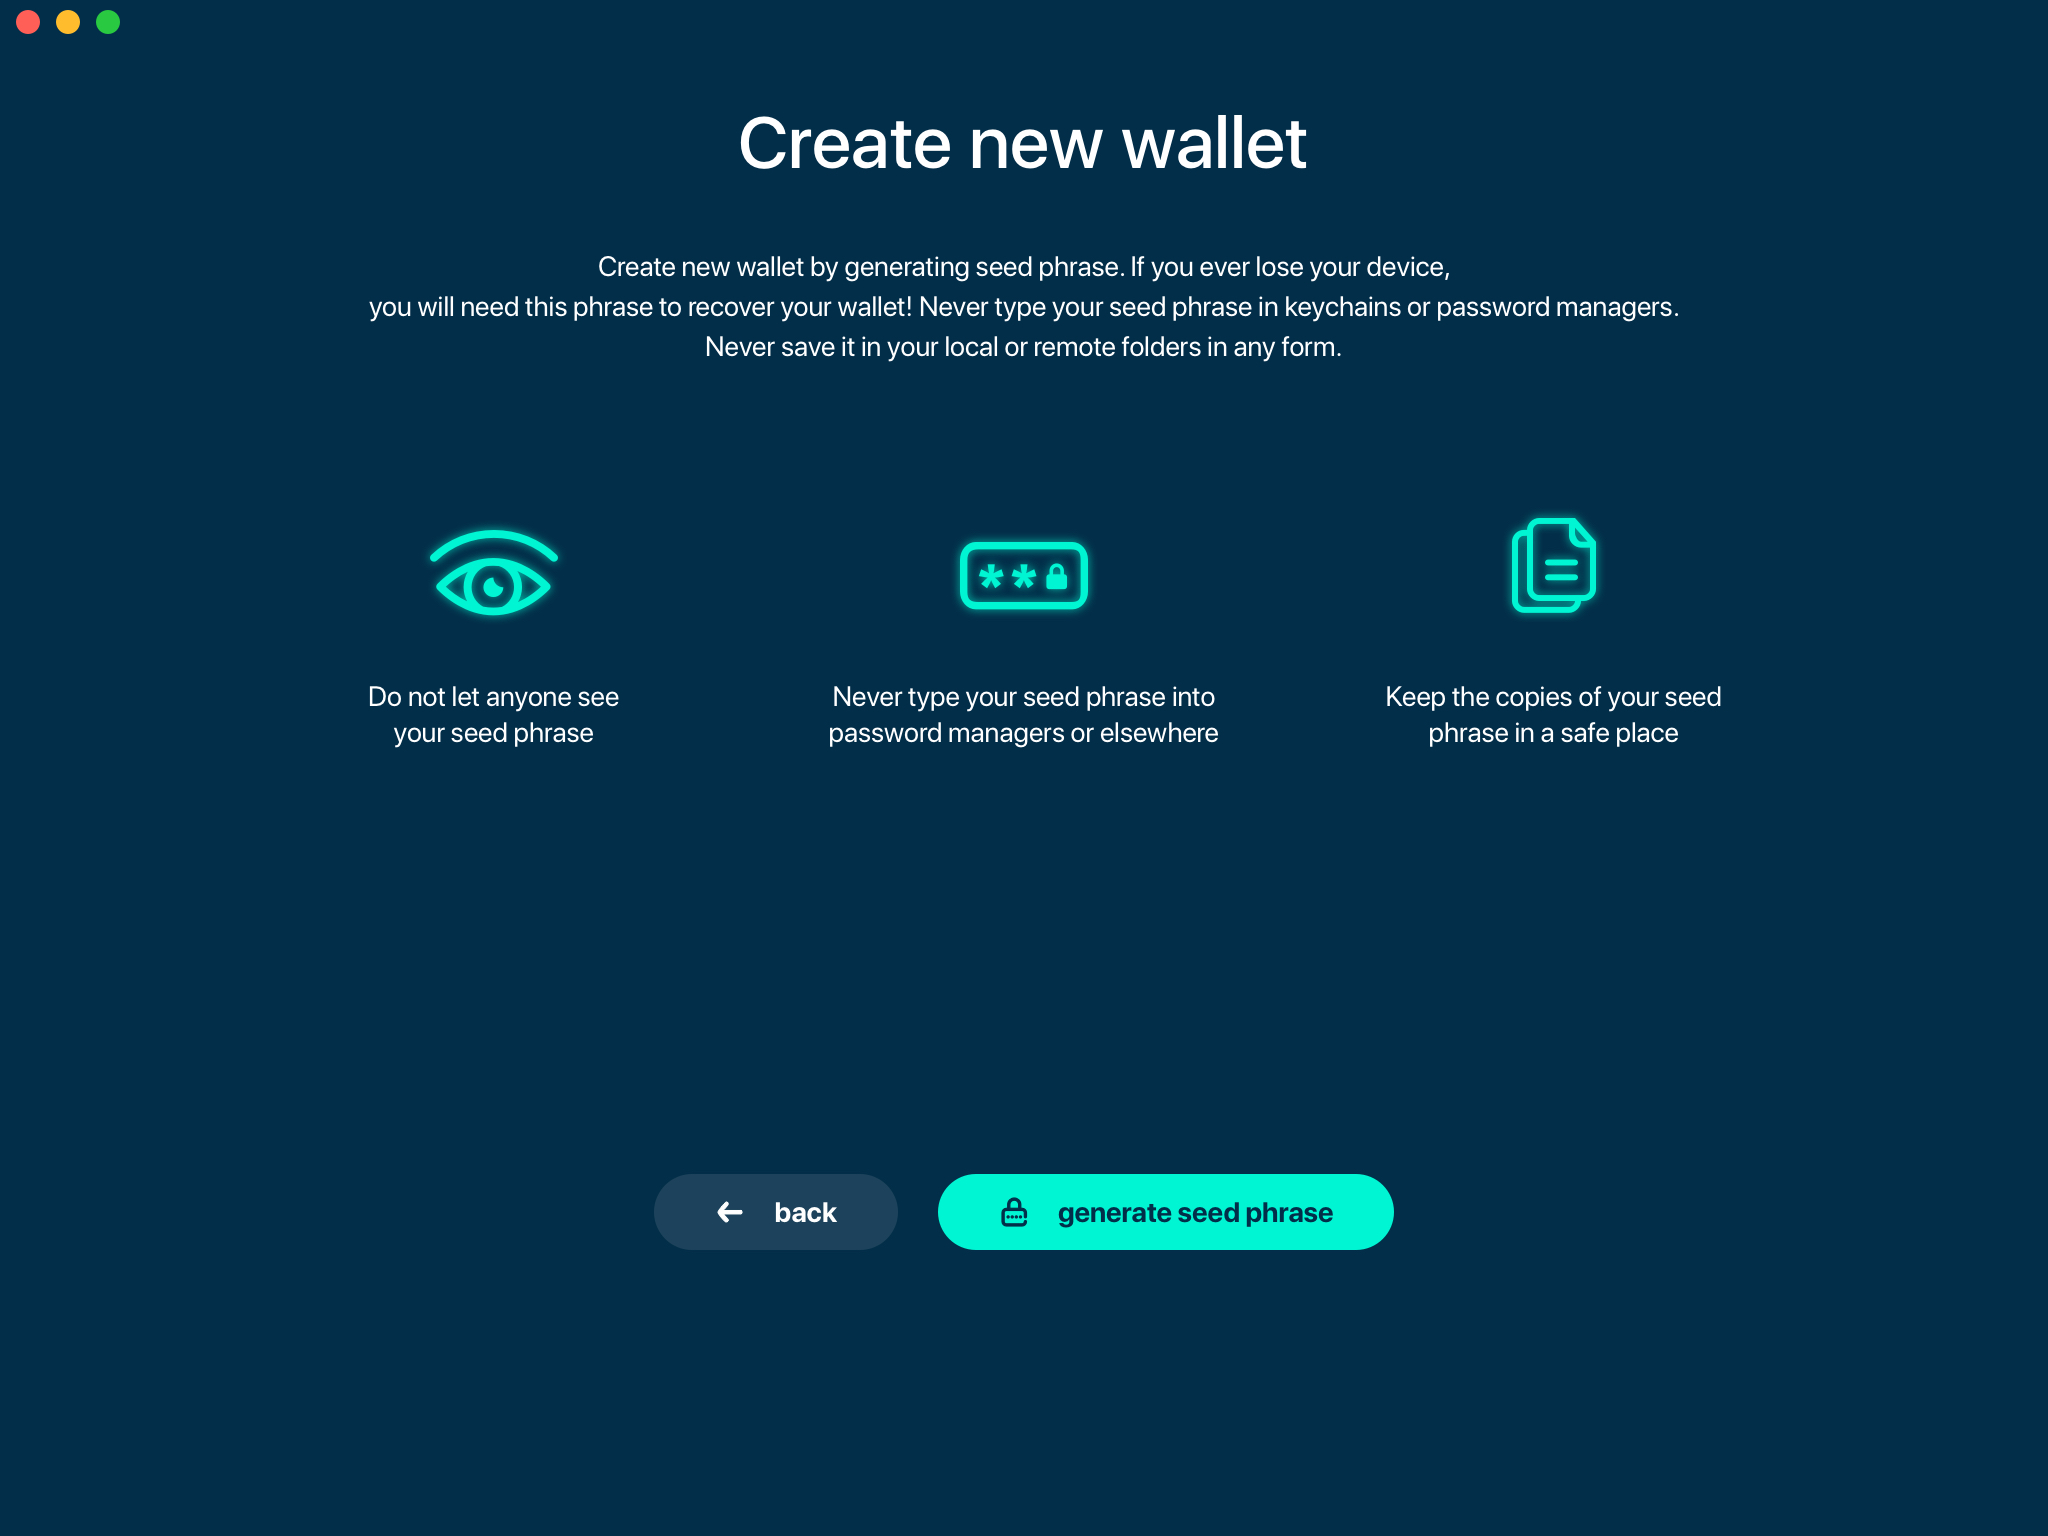 Create new wallet
Create new wallet by generating seed phrase. If you ever lose your device,
you will need this phrase to recover your wallet! Never type your seed phrase in keychains or password managers.
Never save it in your local or remote folders in any form.
Do not let anyone see
your seed phrase
Never type your seed phrase into
password managers or elsewhere
Keep the copies of your seed
phrase in a safe place
back
generate seed phrase